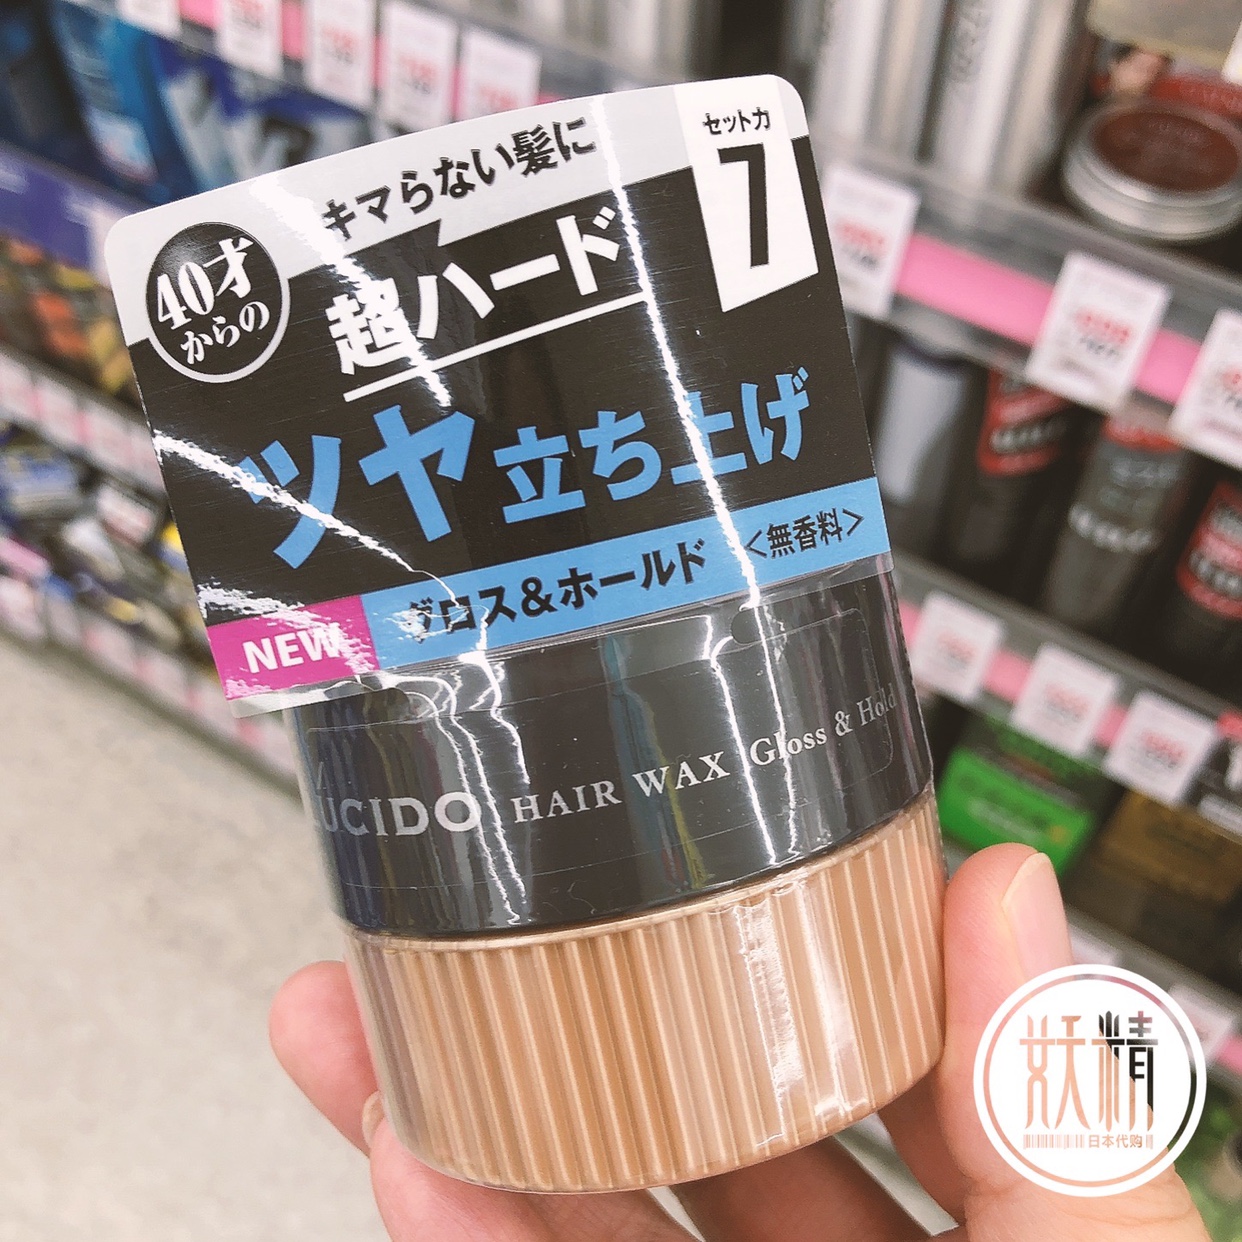 キマらない髪に
セット力
7
40才
からの
超ハード
ツヤ立ち上げ
NEW
グロス&ホールド <無香料>
LUCIDO HAIR WAX Gloss & Hold
妖精
日本代购